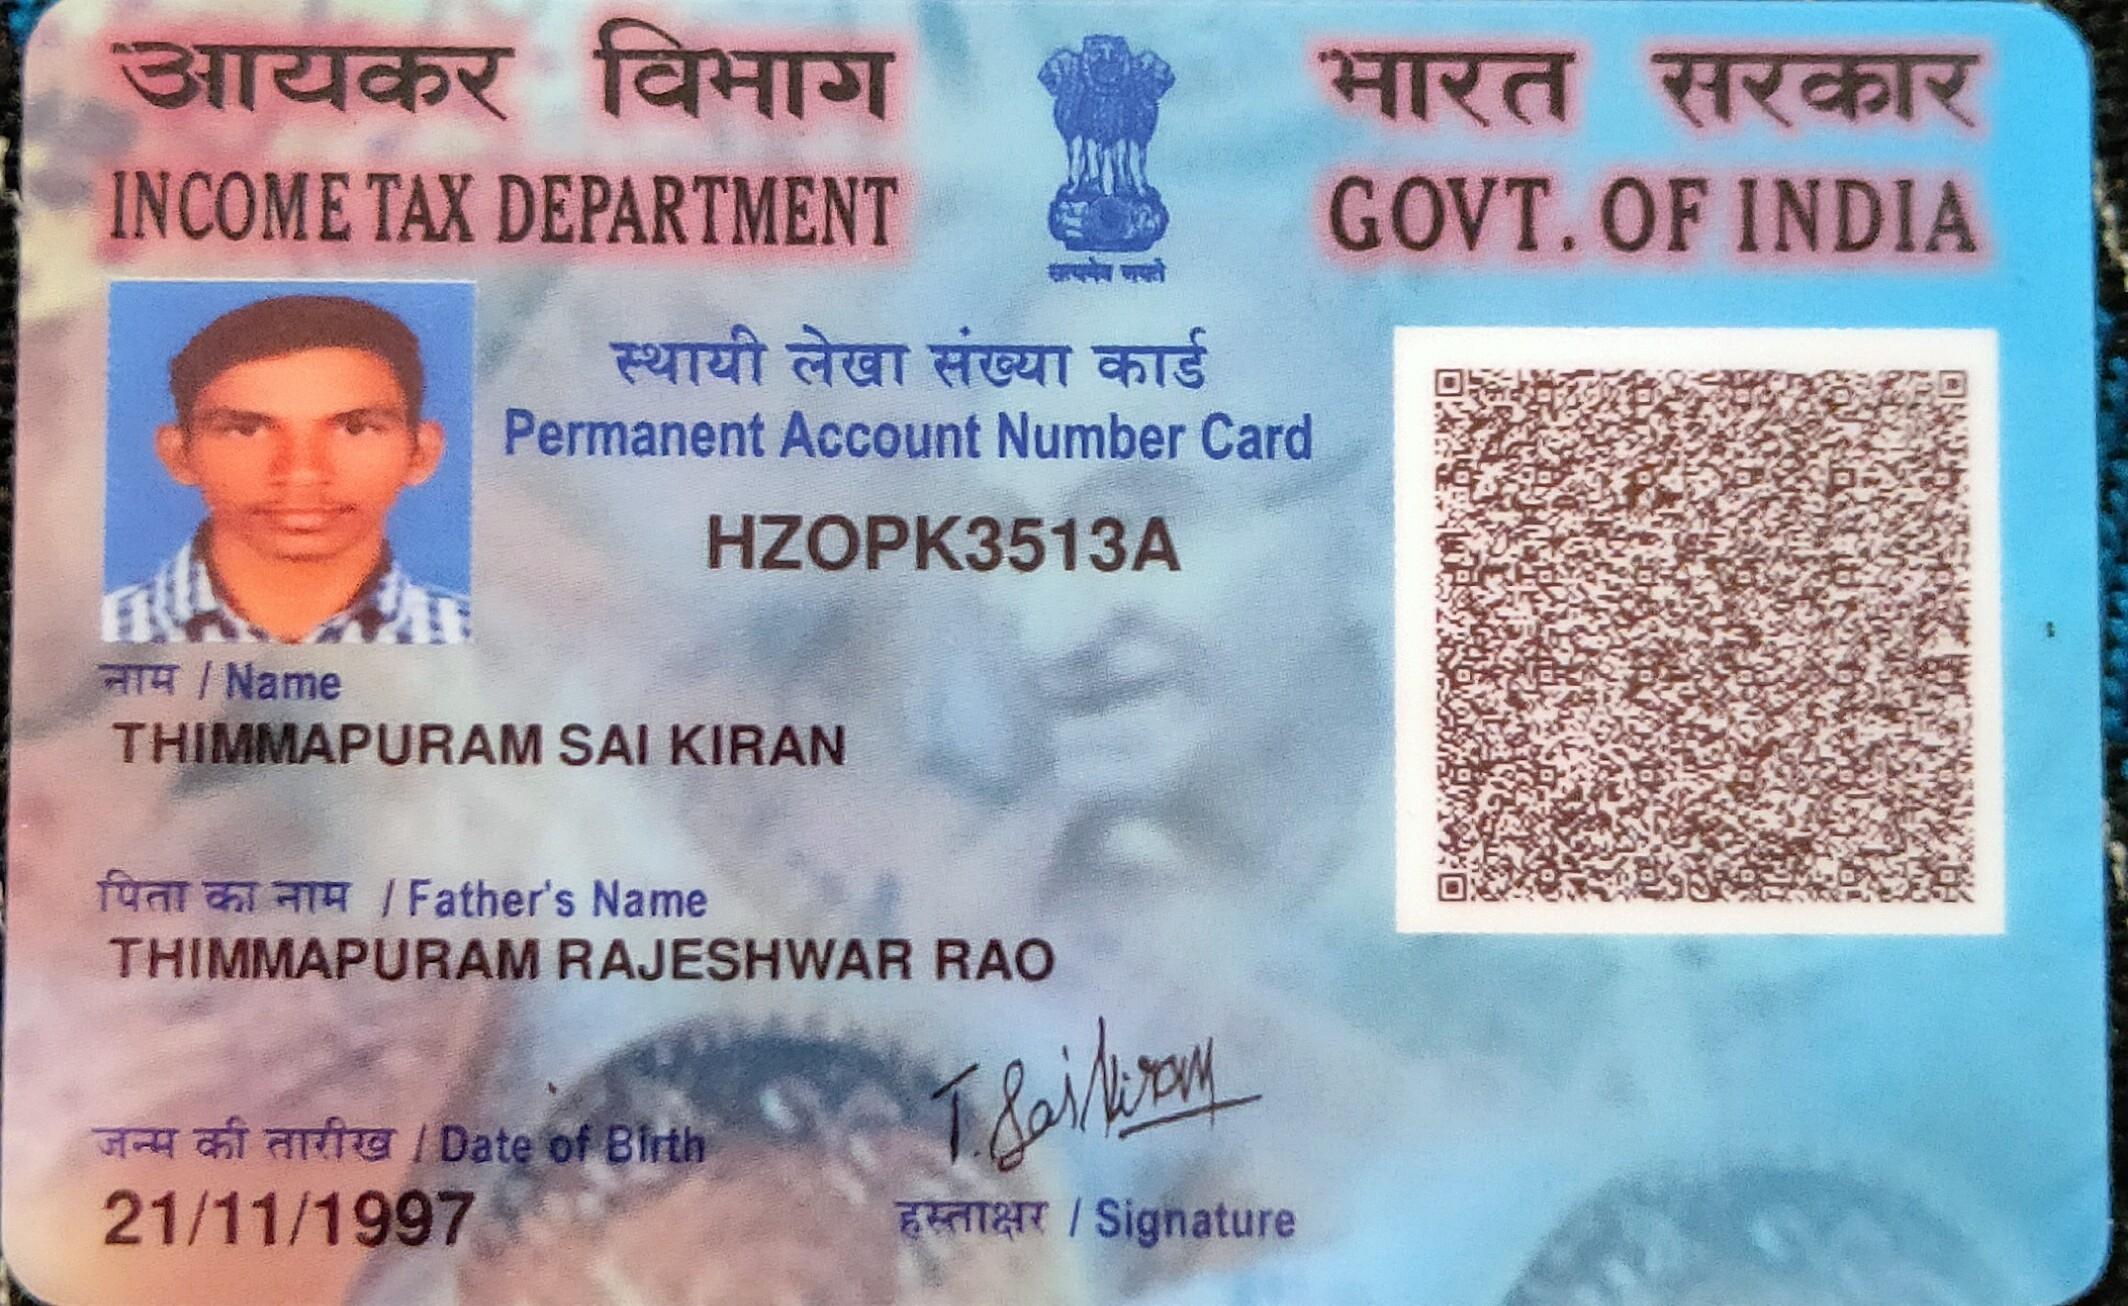 आयकर विभाग
INCOME TAX DEPARTMENT
सत्यमेव जयते
भारत सरकार
GOVT. OF INDIA
स्थायी लेखा संख्या कार्ड
Permanent Account Number Card
HZOPK3513A
नाम / Name
THIMMAPURAM SAI KIRAN
पिता का नाम / Father's Name
THIMMAPURAM RAJESHWAR RAO
जन्म की तारीख / Date of Birth
21/11/1997
T. Sai Kiran
हस्ताक्षर / Signature